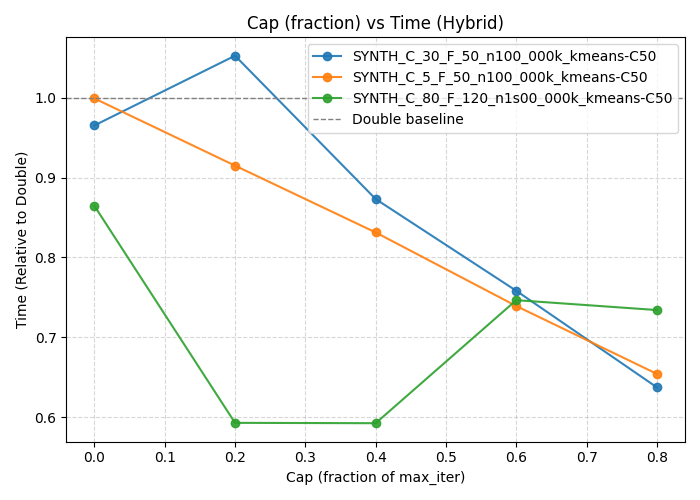 Cap (fraction) vs Time (Hybrid)
SYNTH_C_30_F_50_n100_000k_kmeans-C50
SYNTH_C_5_F_50_n100_000k_kmeans-C50
SYNTH_C_80_F_120_n1s00_000k_kmeans-C50
Double baseline
Time (Relative to Double)
1.0
0.9
0.8
0.7
0.6
0.0 0.1 0.2 0.3 0.4 0.5 0.6 0.7 0.8
Cap (fraction of max_iter)